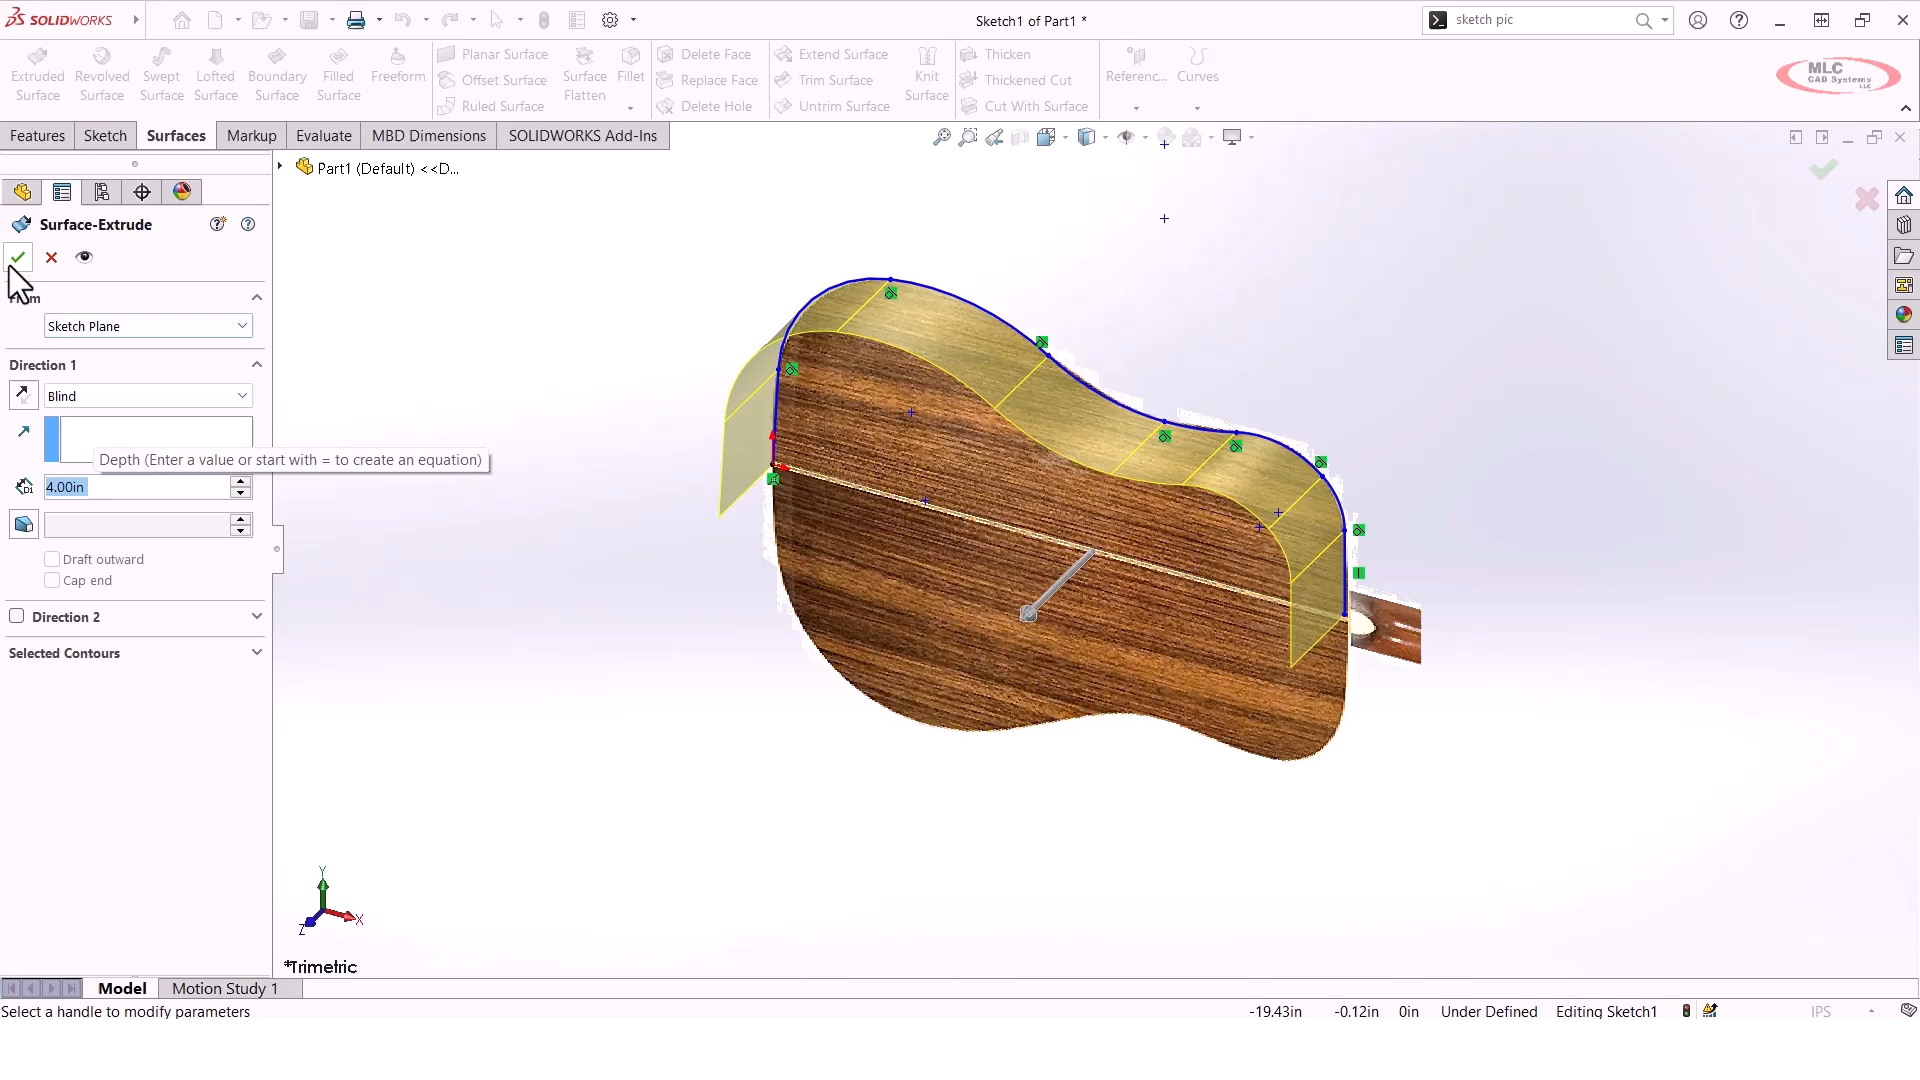 SOLIDWORKS
Sketch1 of Part1 *
sketch pic
Extruded Surface
Revolved Surface
Swept Surface
Lofted Surface
Boundary Surface
Filled Surface
Freeform
Planar Surface
Offset Surface
Ruled Surface
Surface Flatten
Fillet
Delete Face
Replace Face
Delete Hole
Extend Surface
Trim Surface
Untrim Surface
Knit Surface
Thicken
Thickened Cut
Cut With Surface
Referenc...
Curves
MLC
CAD Systems
LLC
Features
Sketch
Surfaces
Markup
Evaluate
MBD Dimensions
SOLIDWORKS Add-Ins
Part1 (Default) <<D...
Surface-Extrude
Sketch Plane
Direction 1
Blind
Depth (Enter a value or start with = to create an equation)
4.00in
Draft outward
Cap end
Direction 2
Selected Contours
Y
X
Z
*Trimetric
Model
Motion Study 1
Select a handle to modify parameters
-19.43in
-0.12in
0in
Under Defined
Editing Sketch1
IPS